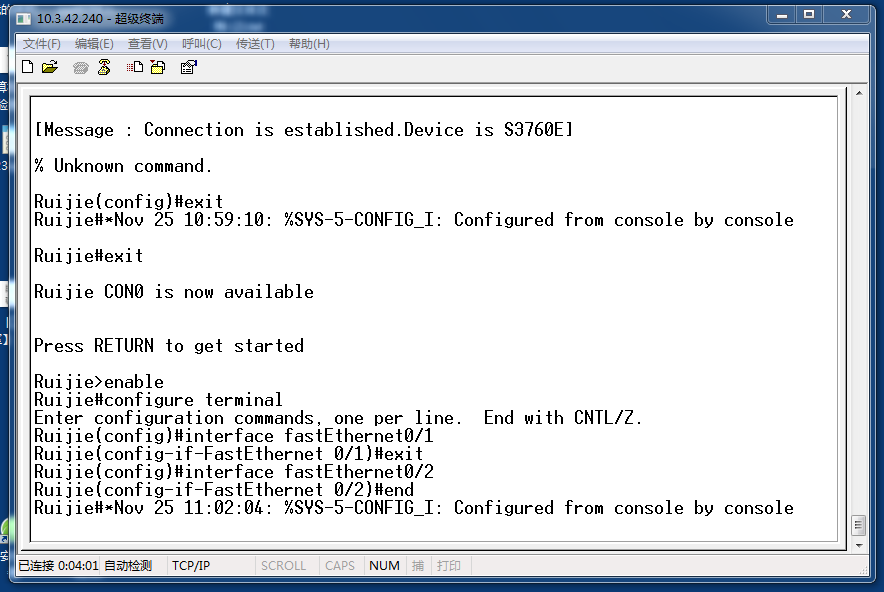 10.3.42.240 - 超级终端
文件(F) 编辑(E) 查看(V) 呼叫(C) 传送(T) 帮助(H)
[Message : Connection is established.Device is S3760E]
% Unknown command.
Ruijie(config)#exit
Ruijie#*Nov 25 10:59:10: %SYS-5-CONFIG_I: Configured from console by console
Ruijie#exit
Ruijie CON0 is now available
Press RETURN to get started
Ruijie>enable
Ruijie#configure terminal
Enter configuration commands, one per line.  End with CNTL/Z.
Ruijie(config)#interface fastEthernet0/1
Ruijie(config-if-FastEthernet 0/1)#exit
Ruijie(config)#interface fastEthernet0/2
Ruijie(config-if-FastEthernet 0/2)#end
Ruijie#*Nov 25 11:02:04: %SYS-5-CONFIG_I: Configured from console by console
已连接 0:04:01 自动检测 TCP/IP SCROLL CAPS NUM 捕 打印